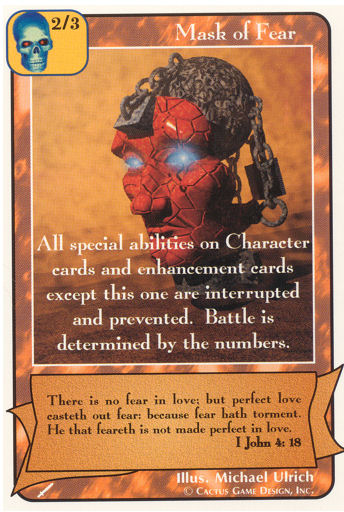 2/3
Mask of Fear
All special abilities on Character
cards and enhancement cards
except this one are interrupted
and prevented. Battle is
determined by the numbers.
There is no fear in love; but perfect love
casteth out fear: because fear hath torment.
He that feareth is not made perfect in love.
I John 4: 18
Illus. Michael Ulrich
© Cactus Game Design, Inc.